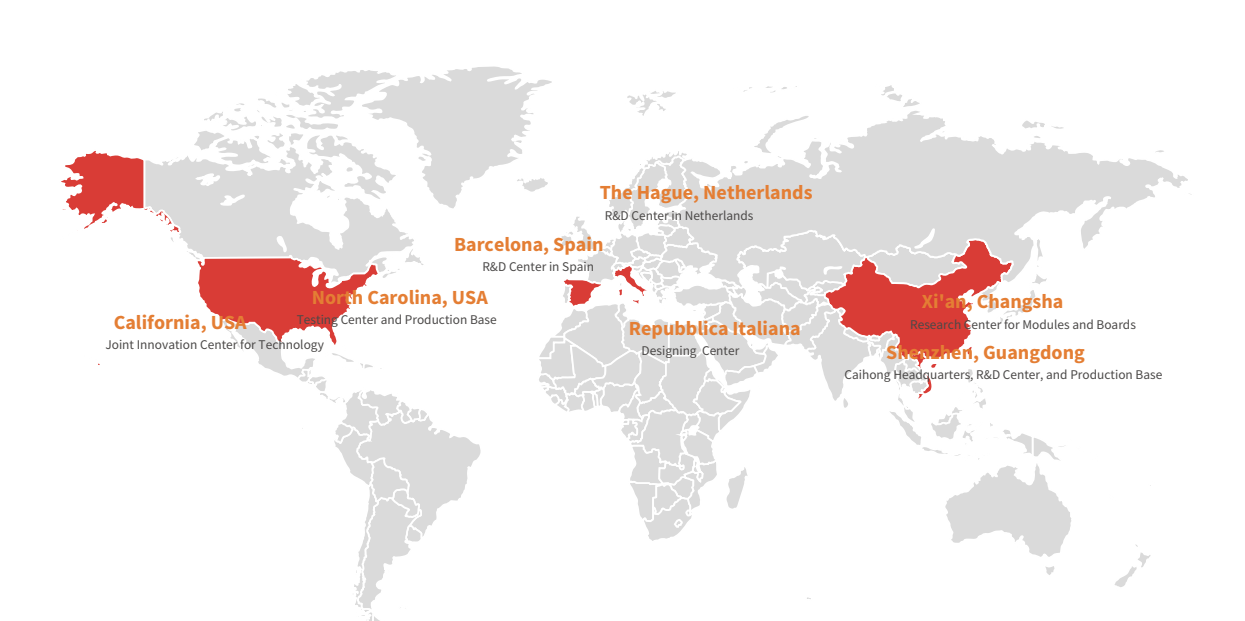 The Hague, Netherlands
R&D Center in Netherlands
Barcelona, Spain
R&D Center in Spain
North Carolina, USA
Testing Center and Production Base
California, USA
Joint Innovation Center for Technology
Repubblica Italiana
Designing Center
Xi'an, Changsha
Research Center for Modules and Boards
Shenzhen, Guangdong
Caihong Headquarters, R&D Center, and Production Base